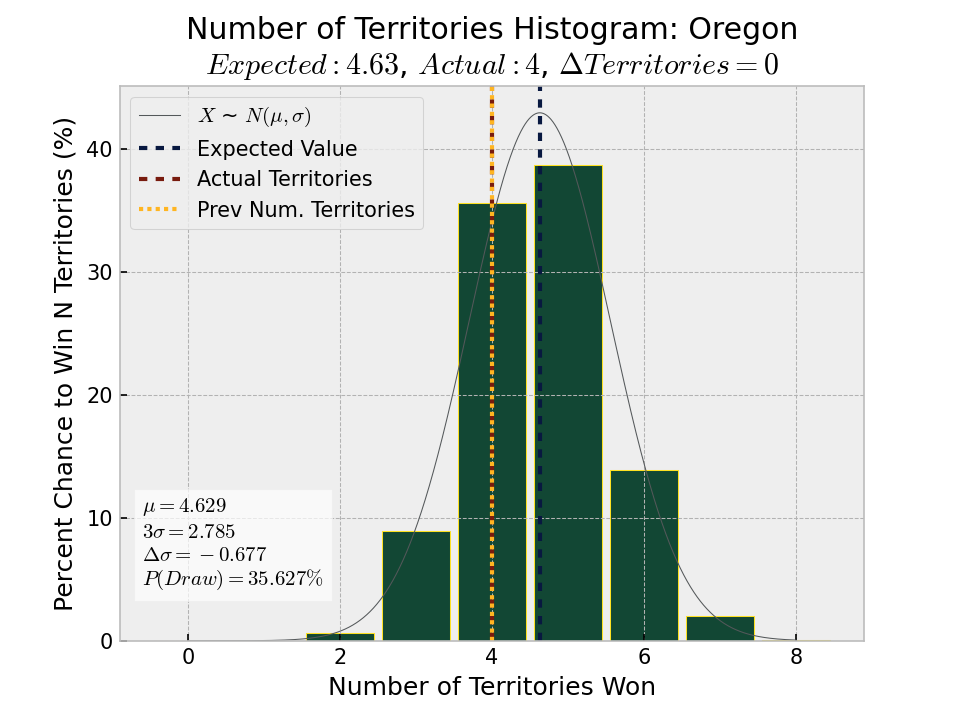 Number of Territories Histogram: Oregon
Expected : 4.63, Actual : 4, ΔTerritories = 0
X ∼ N(μ, σ)
Expected Value
Actual Territories
Prev Num. Territories
Percent Chance to Win N Territories (%)
40
30
20
10
0
μ = 4.629
3σ = 2.785
Δσ = −0.677
P(Draw) = 35.627%
0 2 4 6 8
Number of Territories Won